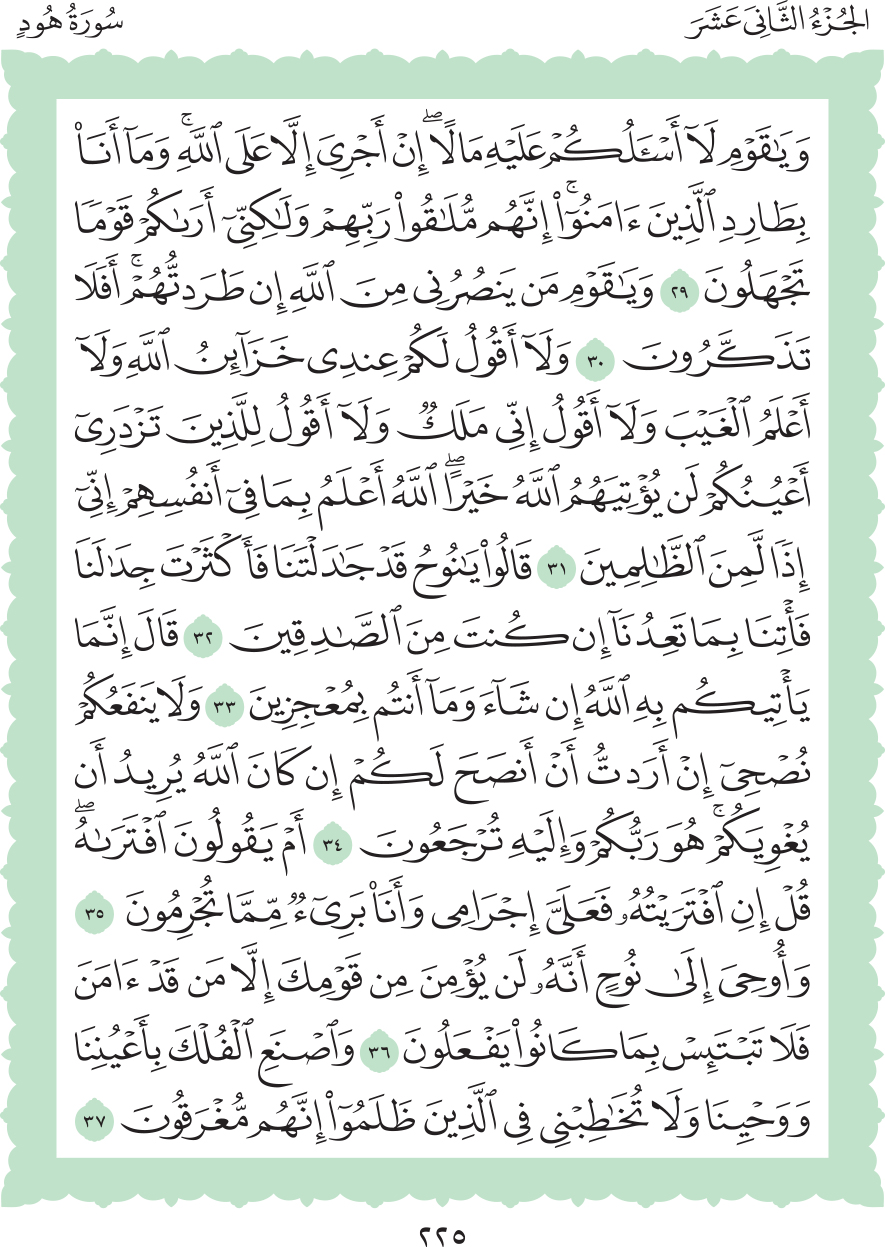 الجُزْءُ الثَّانِيَ عَشَرَ
سُورَةُ هُودٍ
وَيَٰقَوْمِ لَآ أَسْـَٔلُكُمْ عَلَيْهِ مَالًاۖ إِنْ أَجْرِىَ إِلَّا عَلَى ٱللَّهِۚ وَمَآ أَنَا۠
بِطَارِدِ ٱلَّذِينَ ءَامَنُوٓا۟ۚ إِنَّهُم مُّلَٰقُوا۟ رَبِّهِمْ وَلَٰكِنِّىٓ أَرَىٰكُمْ قَوْمًا
تَجْهَلُونَ ٢٩ وَيَٰقَوْمِ مَن يَنصُرُنِى مِنَ ٱللَّهِ إِن طَرَدتُّهُمْۚ أَفَلَا
تَذَكَّرُونَ ٣٠ وَلَآ أَقُولُ لَكُمْ عِندِى خَزَآئِنُ ٱللَّهِ وَلَآ
أَعْلَمُ ٱلْغَيْبَ وَلَآ أَقُولُ إِنِّى مَلَكٌ وَلَآ أَقُولُ لِلَّذِينَ تَزْدَرِىٓ
أَعْيُنُكُمْ لَن يُؤْتِيَهُمُ ٱللَّهُ خَيْرًاۖ ٱللَّهُ أَعْلَمُ بِمَا فِىٓ أَنفُسِهِمْ إِنِّىٓ
إِذًا لَّمِنَ ٱلظَّٰلِمِينَ ٣١ قَالُوا۟ يَٰنُوحُ قَدْ جَٰدَلْتَنَا فَأَكْثَرْتَ جِدَٰلَنَا
فَأْتِنَا بِمَا تَعِدُنَآ إِن كُنتَ مِنَ ٱلصَّٰدِقِينَ ٣٢ قَالَ إِنَّمَا
يَأْتِيكُم بِهِ ٱللَّهُ إِن شَآءَ وَمَآ أَنتُم بِمُعْجِزِينَ ٣٣ وَلَا يَنفَعُكُمْ
نُصْحِىٓ إِنْ أَرَدتُّ أَنْ أَنصَحَ لَكُمْ إِن كَانَ ٱللَّهُ يُرِيدُ أَن
يُغْوِيَكُمْۚ هُوَ رَبُّكُمْ وَإِلَيْهِ تُرْجَعُونَ ٣٤ أَمْ يَقُولُونَ ٱفْتَرَىٰهُۖ
قُلْ إِنِ ٱفْتَرَيْتُهُۥ فَعَلَىَّ إِجْرَامِى وَأَنَا۠ بَرِىٓءٌ مِّمَّا تُجْرِمُونَ ٣٥
وَأُوحِىَ إِلَىٰ نُوحٍ أَنَّهُۥ لَن يُؤْمِنَ مِن قَوْمِكَ إِلَّا مَن قَدْ ءَامَنَ
فَلَا تَبْتَئِسْ بِمَا كَانُوا۟ يَفْعَلُونَ ٣٦ وَٱصْنَعِ ٱلْفُلْكَ بِأَعْيُنِنَا
وَوَحْيِنَا وَلَا تُخَٰطِبْنِى فِى ٱلَّذِينَ ظَلَمُوٓا۟ إِنَّهُم مُّغْرَقُونَ ٣٧
٢٢٥